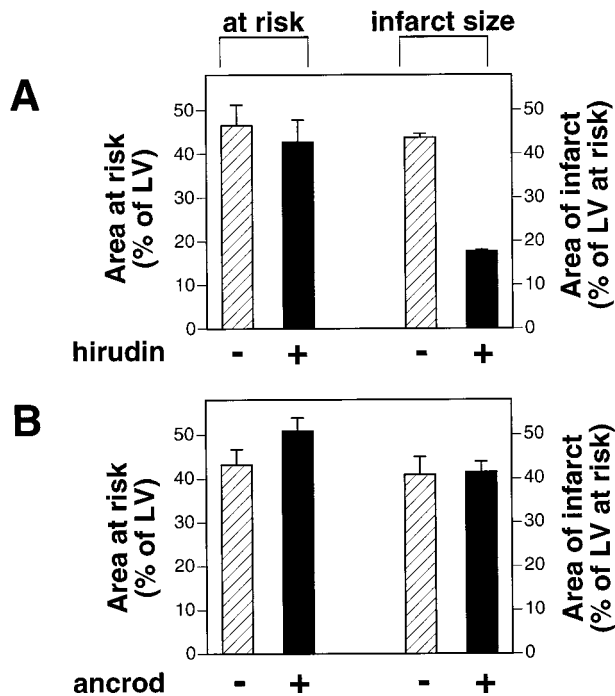 at risk infarct size
A
Area at risk
(% of LV)
50
40
30
20
10
0
50
40
30
20
10
0
Area of infarct
(% of LV at risk)
hirudin - + - +
B
Area at risk
(% of LV)
50
40
30
20
10
0
50
40
30
20
10
0
Area of infarct
(% of LV at risk)
ancrod - + - +